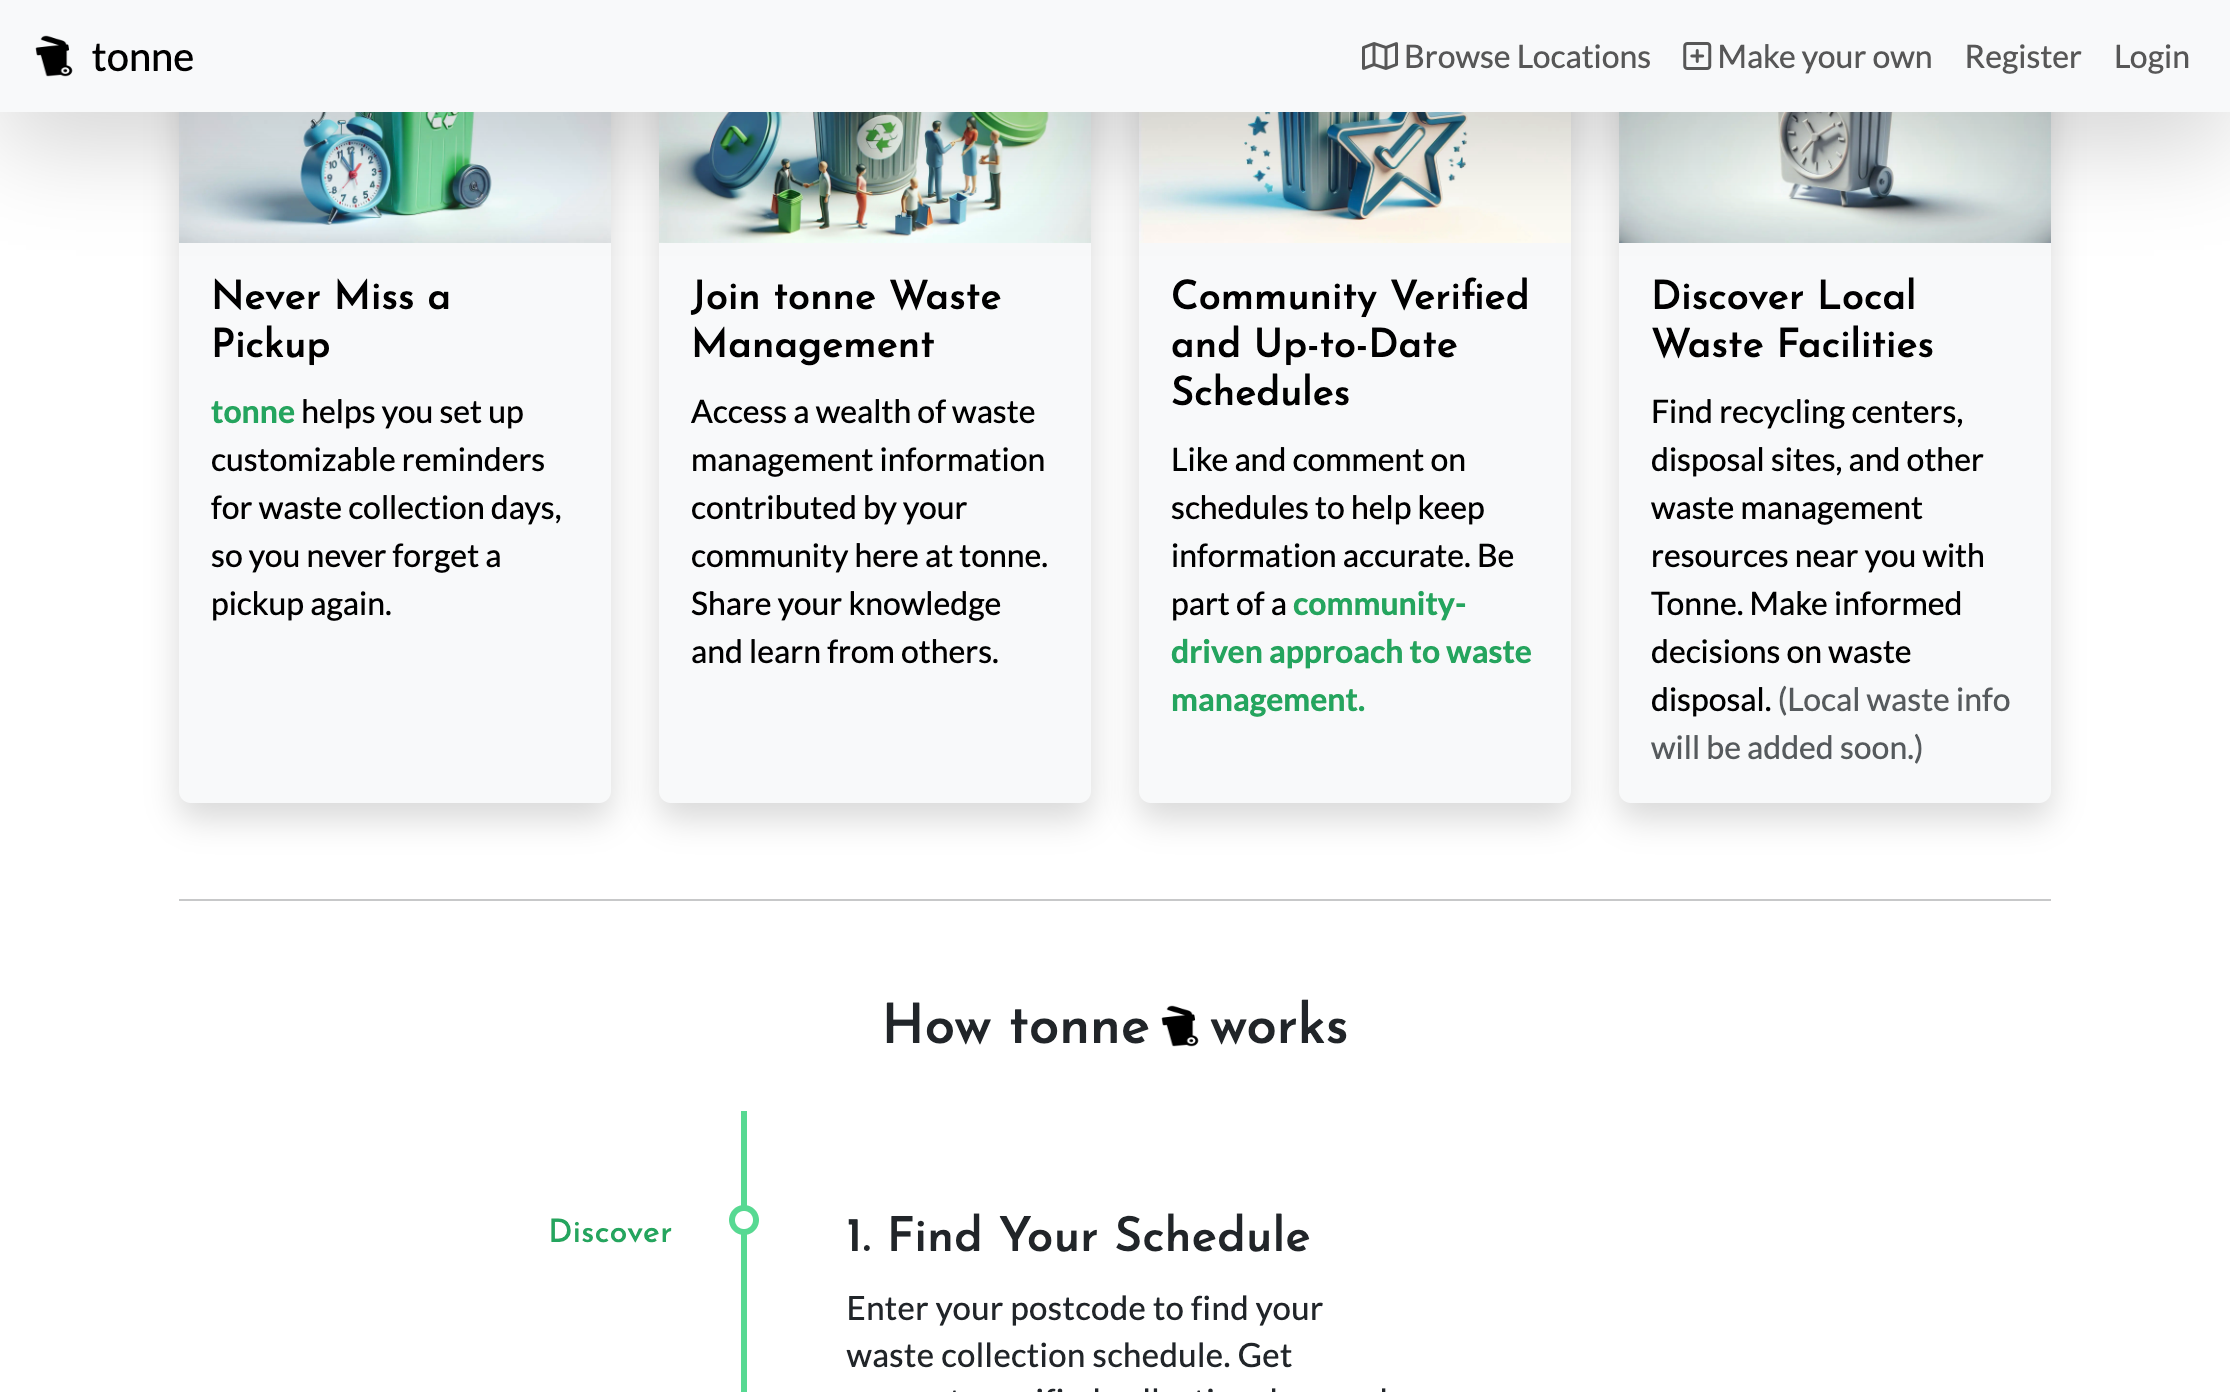 tonne
Browse Locations
Make your own
Register
Login
Never Miss a
Pickup
tonne helps you set up
customizable reminders
for waste collection days,
so you never forget a
pickup again.
Join tonne Waste
Management
Access a wealth of waste
management information
contributed by your
community here at tonne.
Share your knowledge
and learn from others.
Community Verified
and Up-to-Date
Schedules
Like and comment on
schedules to help keep
information accurate. Be
part of a community-
driven approach to waste
management.
Discover Local
Waste Facilities
Find recycling centers,
disposal sites, and other
waste management
resources near you with
Tonne. Make informed
decisions on waste
disposal. (Local waste info
will be added soon.)
How tonne works
Discover
1. Find Your Schedule
Enter your postcode to find your
waste collection schedule. Get